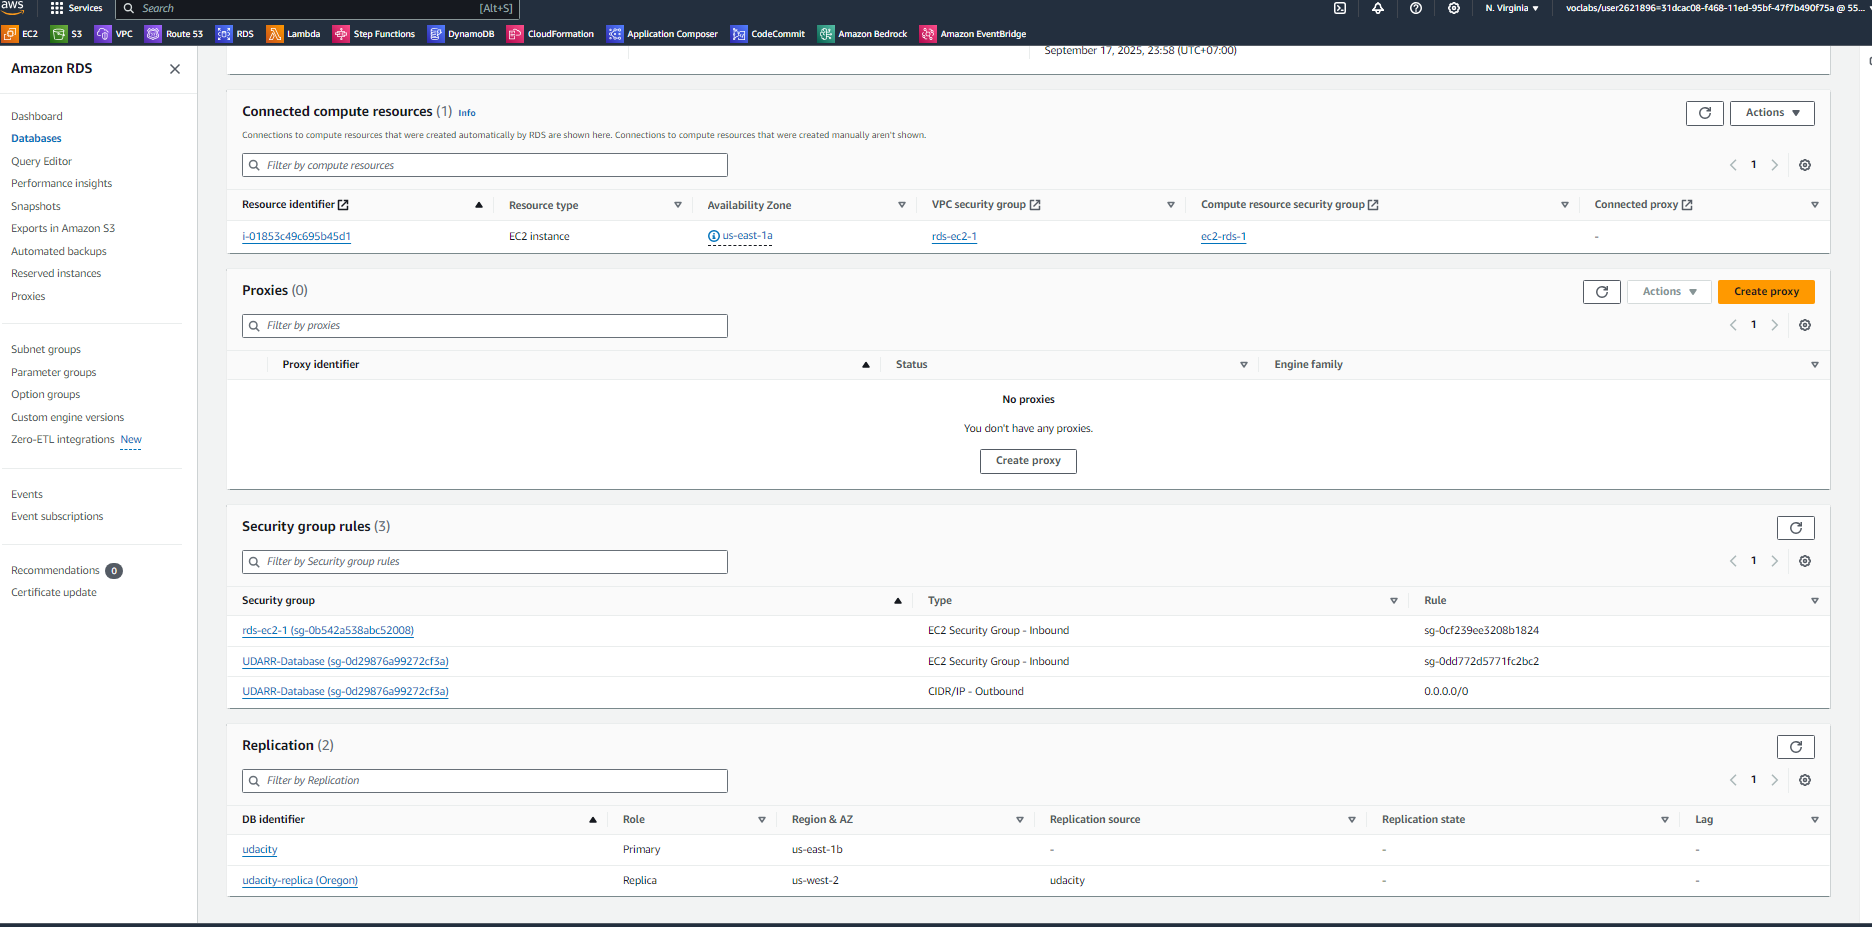 aws Services Search [Alt+S] N. Virginia ▼ voclabs/user2621896=31dcac08-f468-11ed-95bf-47f7b490f75a @ 55...
EC2 S3 VPC Route 53 RDS Lambda Step Functions DynamoDB CloudFormation Application Composer CodeCommit Amazon Bedrock Amazon EventBridge
Amazon RDS
Dashboard
Databases
Query Editor
Performance insights
Snapshots
Exports in Amazon S3
Automated backups
Reserved instances
Proxies
Subnet groups
Parameter groups
Option groups
Custom engine versions
Zero-ETL integrations New
Events
Event subscriptions
Recommendations 0
Certificate update
September 17, 2025, 23:58 (UTC+07:00)
Connected compute resources (1) Info
Actions ▼
Connections to compute resources that were created automatically by RDS are shown here. Connections to compute resources that were created manually aren't shown.
Filter by compute resources
1
Resource identifier Resource type Availability Zone VPC security group Compute resource security group Connected proxy
i-01853c49c695b45d1 EC2 instance us-east-1a rds-ec2-1 ec2-rds-1 -
Proxies (0)
Actions ▼ Create proxy
Filter by proxies
1
Proxy identifier Status Engine family
No proxies
You don't have any proxies.
Create proxy
Security group rules (3)
Filter by Security group rules
1
Security group Type Rule
rds-ec2-1 (sg-0b542a538abc52008) EC2 Security Group - Inbound sg-0cf239ee3208b1824
UDARR-Database (sg-0d29876a99272cf3a) EC2 Security Group - Inbound sg-0dd772d5771fc2bc2
UDARR-Database (sg-0d29876a99272cf3a) CIDR/IP - Outbound 0.0.0.0/0
Replication (2)
Filter by Replication
1
DB identifier Role Region & AZ Replication source Replication state Lag
udacity Primary us-east-1b - - -
udacity-replica (Oregon) Replica us-west-2 udacity - -